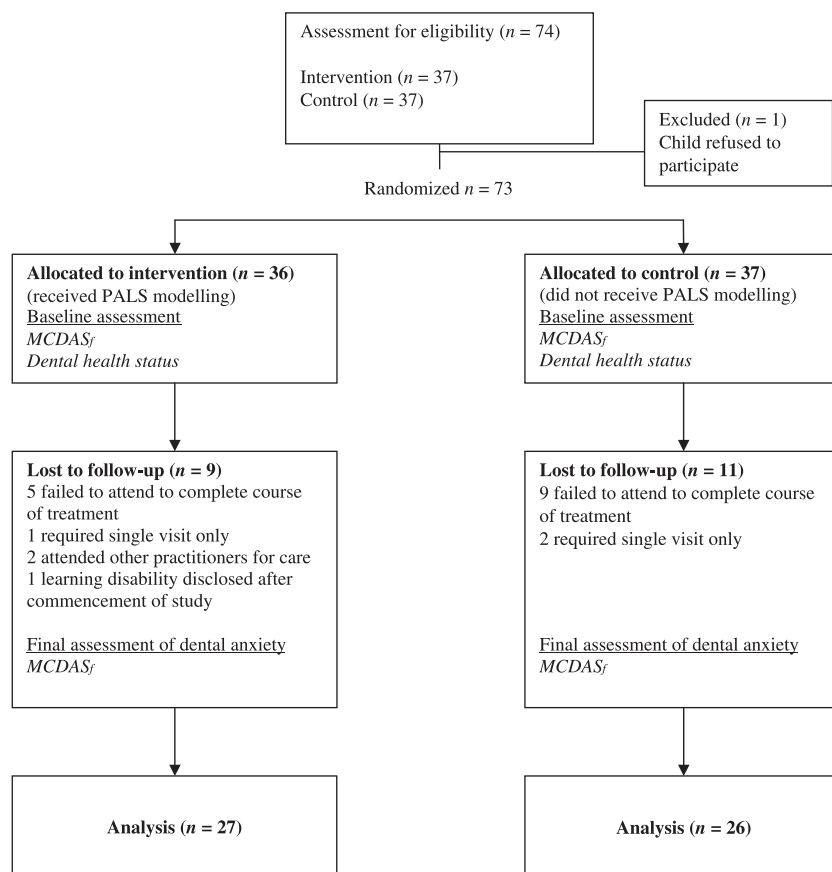 Assessment for eligibility (n = 74)
Intervention (n = 37)
Control (n = 37)
Excluded (n = 1)
Child refused to
participate
Randomized n = 73
Allocated to intervention (n = 36)
(received PALS modelling)
Baseline assessment
MCDASf
Dental health status
Allocated to control (n = 37)
(did not receive PALS modelling)
Baseline assessment
MCDASf
Dental health status
Lost to follow-up (n = 9)
5 failed to attend to complete course
of treatment
1 required single visit only
2 attended other practitioners for care
1 learning disability disclosed after
commencement of study
Final assessment of dental anxiety
MCDASf
Lost to follow-up (n = 11)
9 failed to attend to complete course
of treatment
2 required single visit only
Final assessment of dental anxiety
MCDASf
Analysis (n = 27)
Analysis (n = 26)